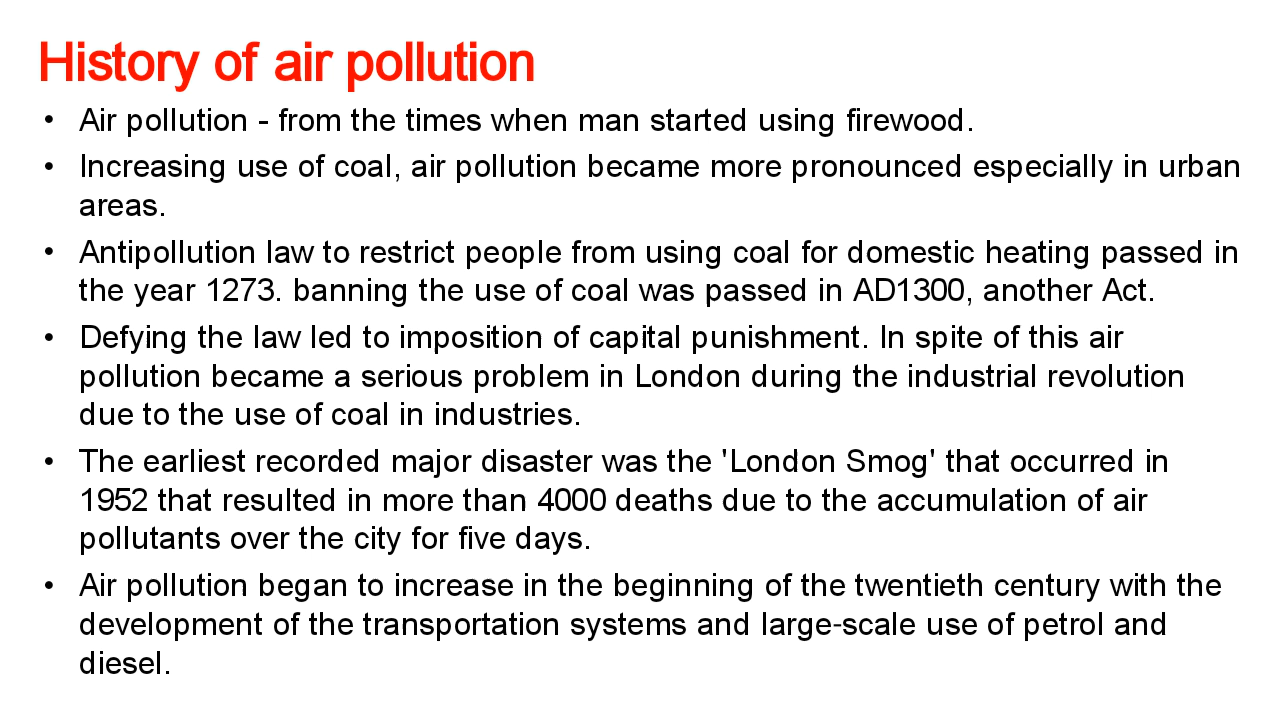 History of air pollution
• Air pollution - from the times when man started using firewood.
• Increasing use of coal, air pollution became more pronounced especially in urban
areas.
• Antipollution law to restrict people from using coal for domestic heating passed in
the year 1273. banning the use of coal was passed in AD1300, another Act.
• Defying the law led to imposition of capital punishment. In spite of this air
pollution became a serious problem in London during the industrial revolution
due to the use of coal in industries.
• The earliest recorded major disaster was the 'London Smog' that occurred in
1952 that resulted in more than 4000 deaths due to the accumulation of air
pollutants over the city for five days.
• Air pollution began to increase in the beginning of the twentieth century with the
development of the transportation systems and large-scale use of petrol and
diesel.